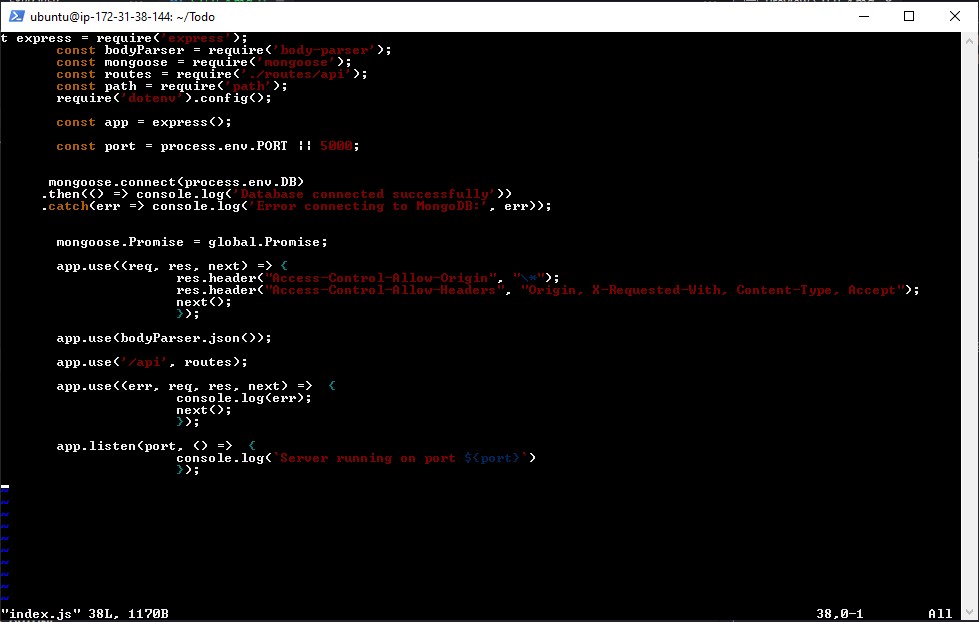 ubuntu@ip-172-31-38-144: ~/Todo
t express = require('express');
const bodyParser = require('body-parser');
const mongoose = require('mongoose');
const routes = require('./routes/api');
const path = require('path');
require('dotenv').config();
const app = express();
const port = process.env.PORT || 5000;
mongoose.connect(process.env.DB)
.then(() => console.log('Database connected successfully'))
.catch(err => console.log('Error connecting to MongoDB:', err));
mongoose.Promise = global.Promise;
app.use((req, res, next) => {
res.header("Access-Control-Allow-Origin", "\*");
res.header("Access-Control-Allow-Headers", "Origin, X-Requested-With, Content-Type, Accept");
next();
});
app.use(bodyParser.json());
app.use('/api', routes);
app.use((err, req, res, next) => {
console.log(err);
next();
});
app.listen(port, () => {
console.log(`Server running on port ${port}`)
});
~
~
~
~
~
~
~
~
~
~
"index.js" 38L, 1170B 38,0-1 All